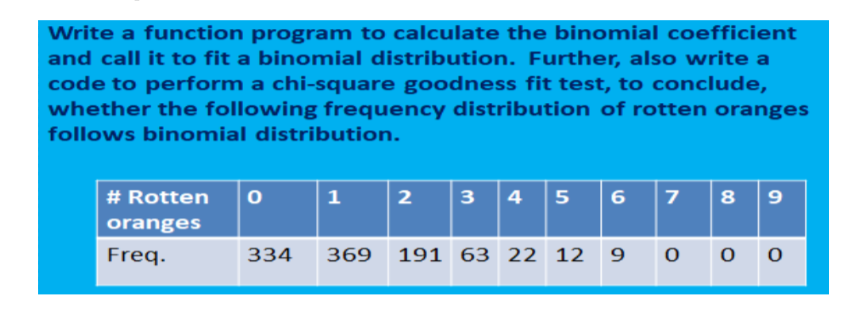 Write a function program to calculate the binomial coefficient
and call it to fit a binomial distribution. Further, also write a
code to perform a chi-square goodness fit test, to conclude,
whether the following frequency distribution of rotten oranges
follows binomial distribution.
# Rotten oranges 0 1 2 3 4 5 6 7 8 9
Freq. 334 369 191 63 22 12 9 0 0 0